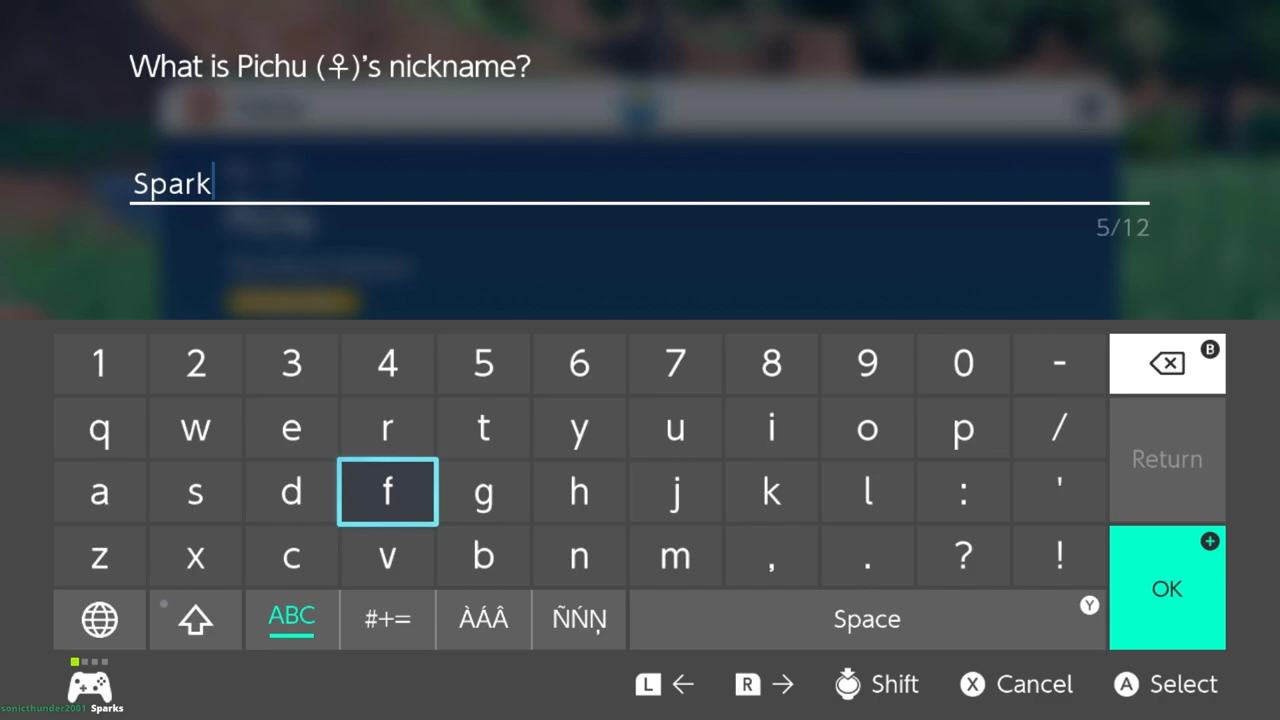 What is Pichu (♀)'s nickname?
Spark
5/12
1 2 3 4 5 6 7 8 9 0 - B
q w e r t y u i o p / Return
a s d f g h j k l : '
z x c v b n m , . ? ! + OK
ABC #+= ÀÁÂ ÑŃŅ Space Y
L ← R → Shift X Cancel A Select
sonicthunder2001 Sparks